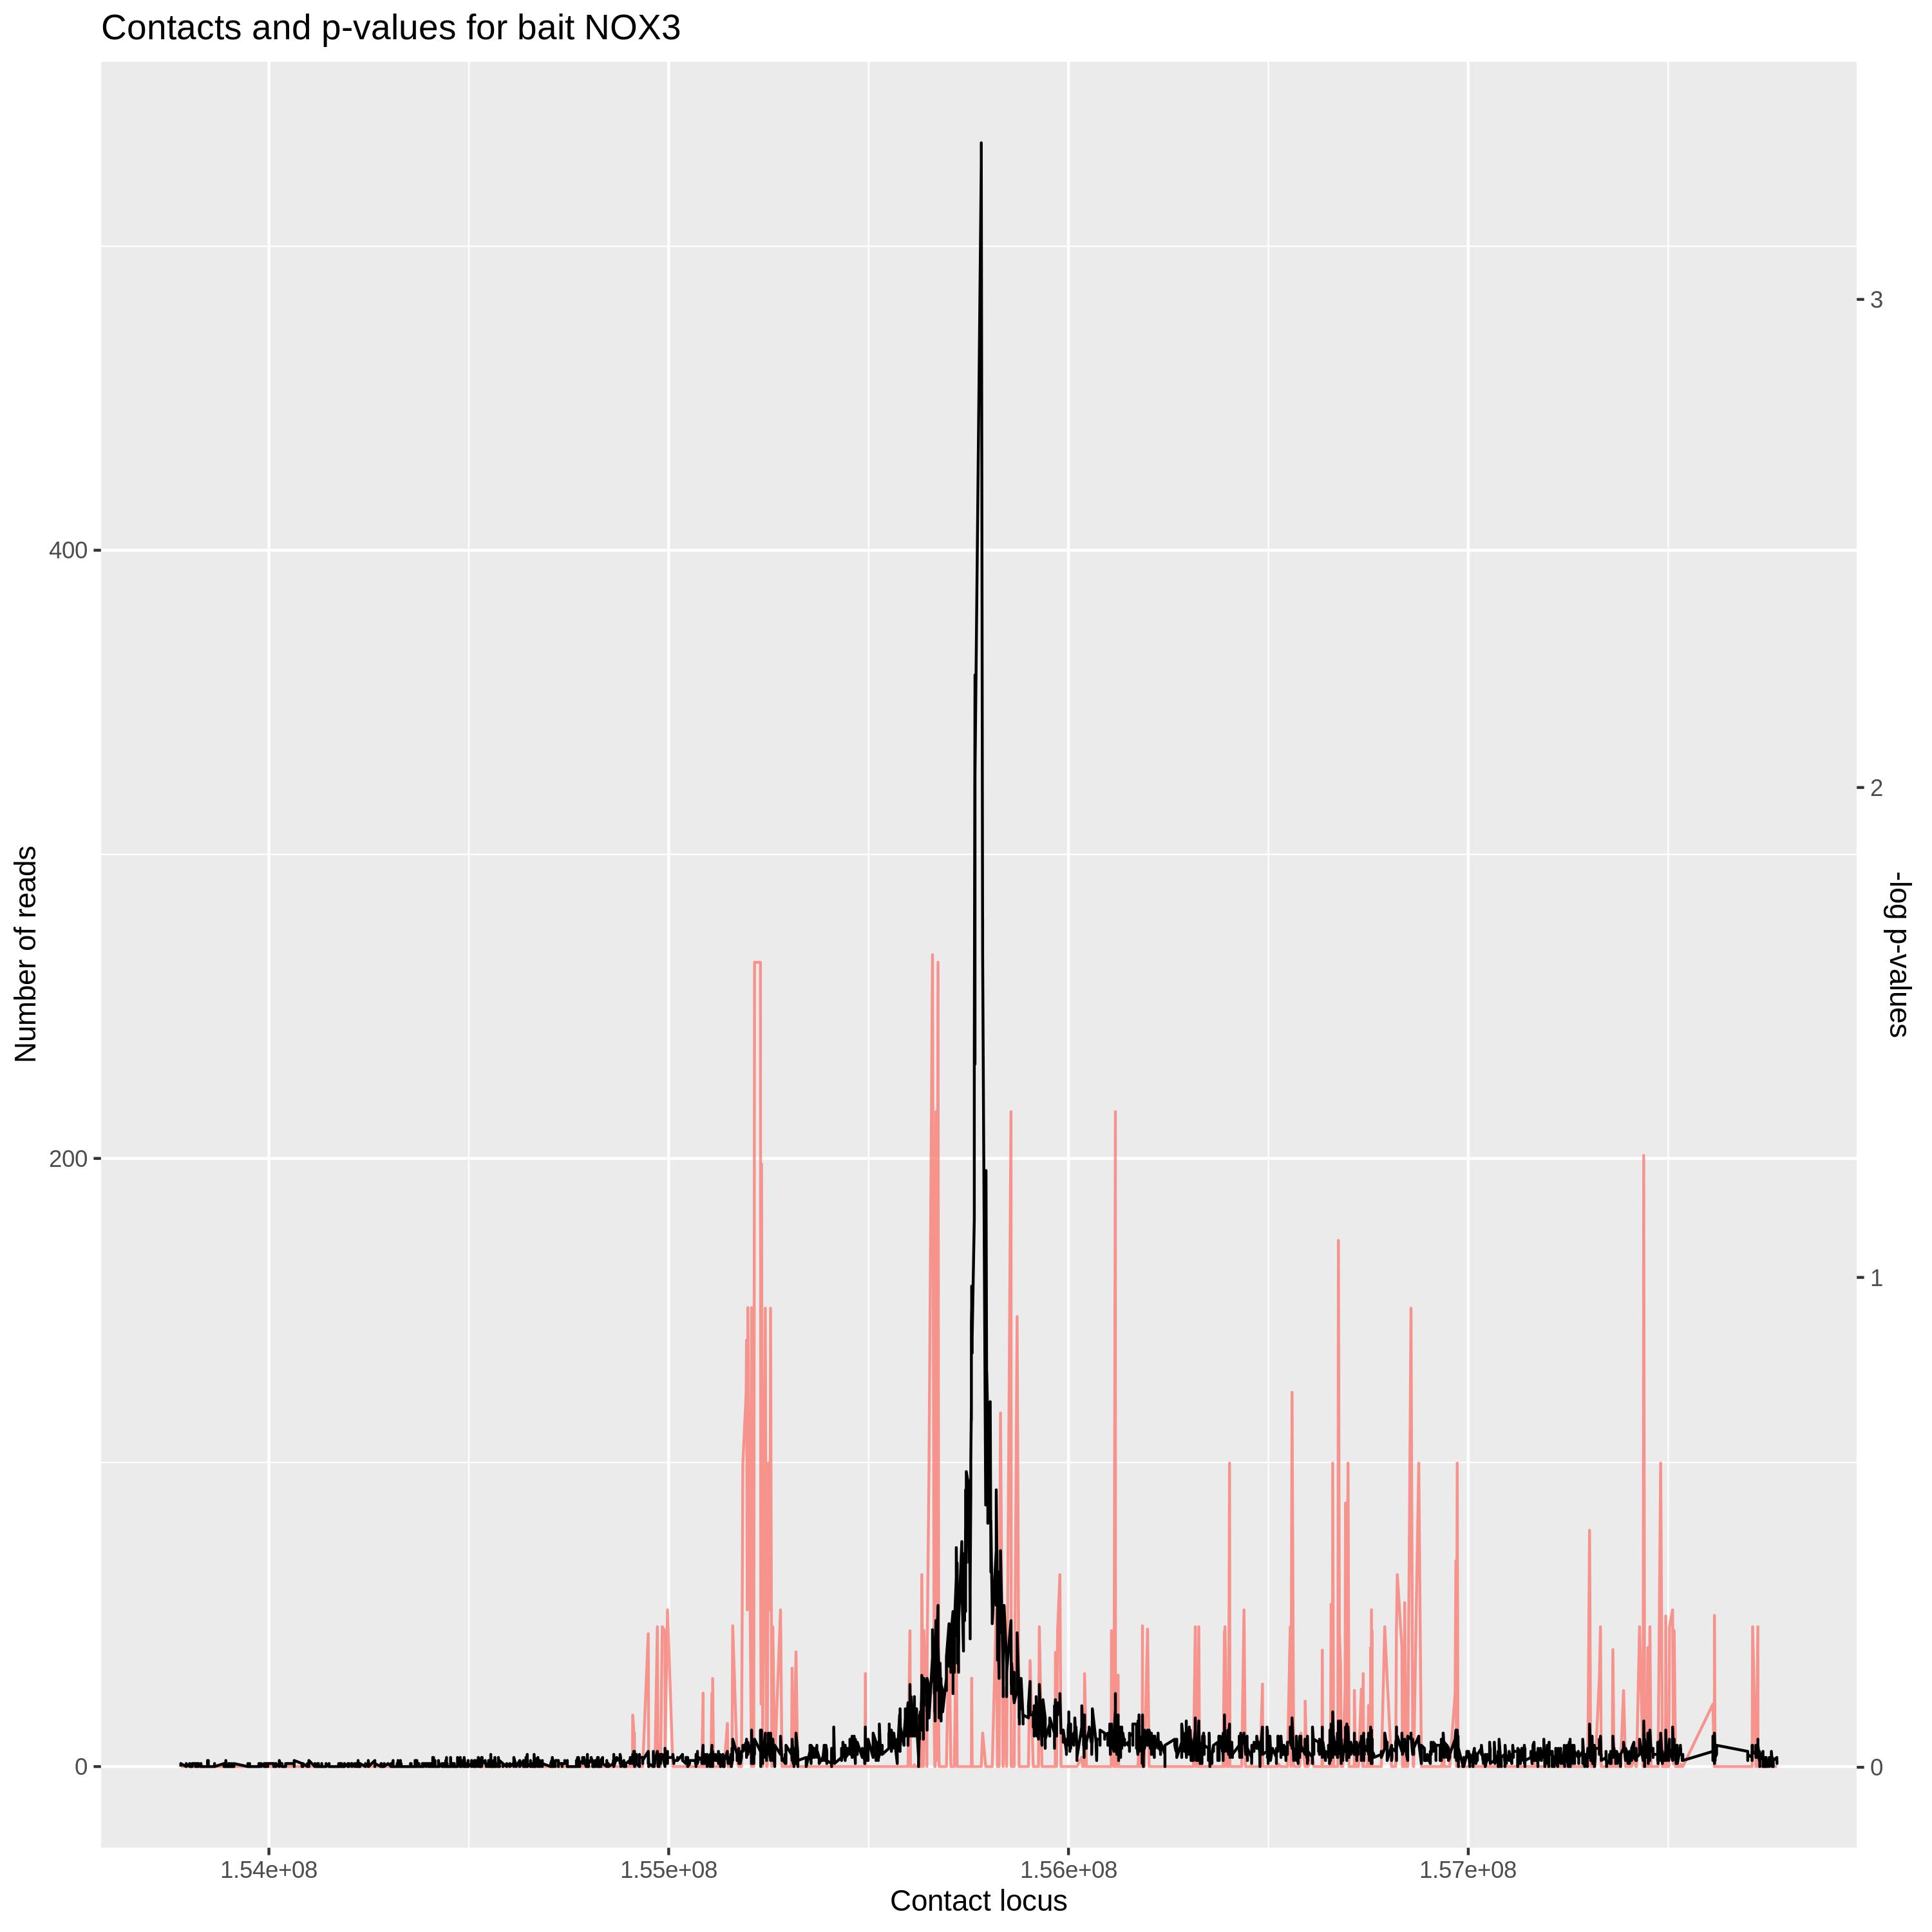 Contacts and p-values for bait NOX3
Number of reads
400
200
0
3
2
1
0
-log p-values
1.54e+08
1.55e+08
1.56e+08
1.57e+08
Contact locus